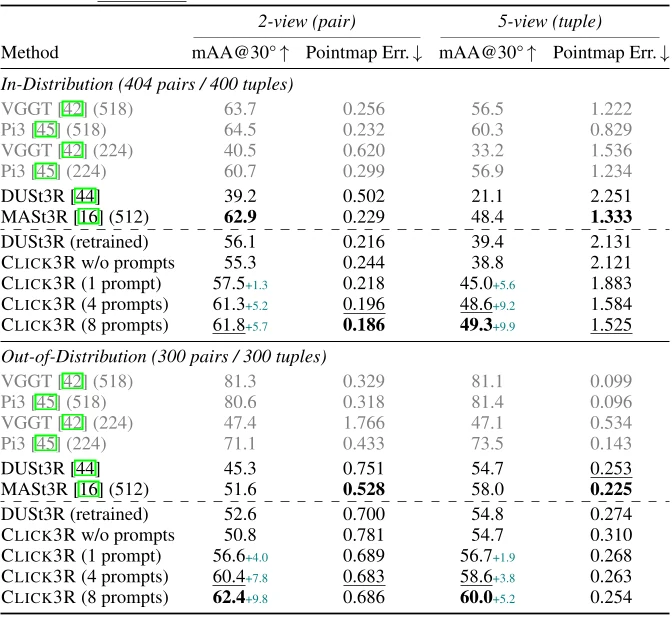 2-view (pair) 5-view (tuple)
Method mAA@30°↑ Pointmap Err.↓ mAA@30°↑ Pointmap Err.↓
In-Distribution (404 pairs / 400 tuples)
VGGT [42] (518) 63.7 0.256 56.5 1.222
Pi3 [45] (518) 64.5 0.232 60.3 0.829
VGGT [42] (224) 40.5 0.620 33.2 1.536
Pi3 [45] (224) 60.7 0.299 56.9 1.234
DUSt3R [44] 39.2 0.502 21.1 2.251
MASt3R [16] (512) 62.9 0.229 48.4 1.333
DUSt3R (retrained) 56.1 0.216 39.4 2.131
CLICK3R w/o prompts 55.3 0.244 38.8 2.121
CLICK3R (1 prompt) 57.5+1.3 0.218 45.0+5.6 1.883
CLICK3R (4 prompts) 61.3+5.2 0.196 48.6+9.2 1.584
CLICK3R (8 prompts) 61.8+5.7 0.186 49.3+9.9 1.525
Out-of-Distribution (300 pairs / 300 tuples)
VGGT [42] (518) 81.3 0.329 81.1 0.099
Pi3 [45] (518) 80.6 0.318 81.4 0.096
VGGT [42] (224) 47.4 1.766 47.1 0.534
Pi3 [45] (224) 71.1 0.433 73.5 0.143
DUSt3R [44] 45.3 0.751 54.7 0.253
MASt3R [16] (512) 51.6 0.528 58.0 0.225
DUSt3R (retrained) 52.6 0.700 54.8 0.274
CLICK3R w/o prompts 50.8 0.781 54.7 0.310
CLICK3R (1 prompt) 56.6+4.0 0.689 56.7+1.9 0.268
CLICK3R (4 prompts) 60.4+7.8 0.683 58.6+3.8 0.263
CLICK3R (8 prompts) 62.4+9.8 0.686 60.0+5.2 0.254